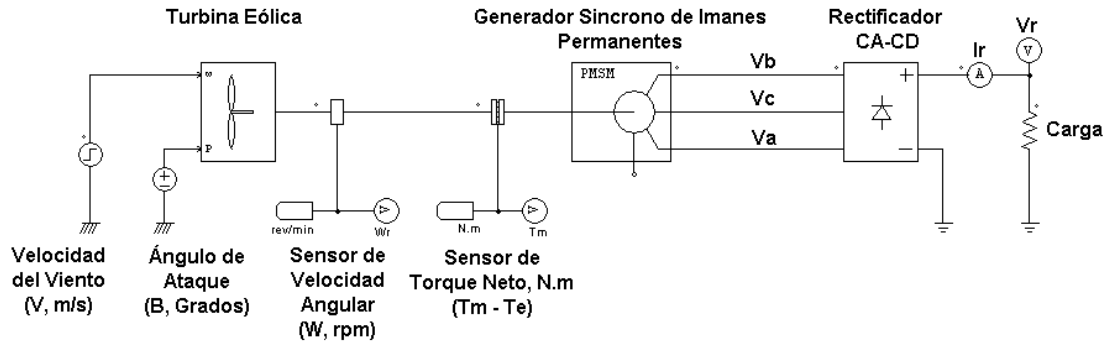 Turbina Eólica
Generador Sincrono de Imanes
Permanentes
Rectificador
CA-CD
Vr
Ir
V
A
w
P
PMSM
Vb
Vc
Va
+
−
Carga
rev/min
V
Wr
N.m
V
Tm
Velocidad
del Viento
(V, m/s)
Ángulo de
Ataque
(B, Grados)
Sensor de
Velocidad
Angular
(W, rpm)
Sensor de
Torque Neto, N.m
(Tm - Te)